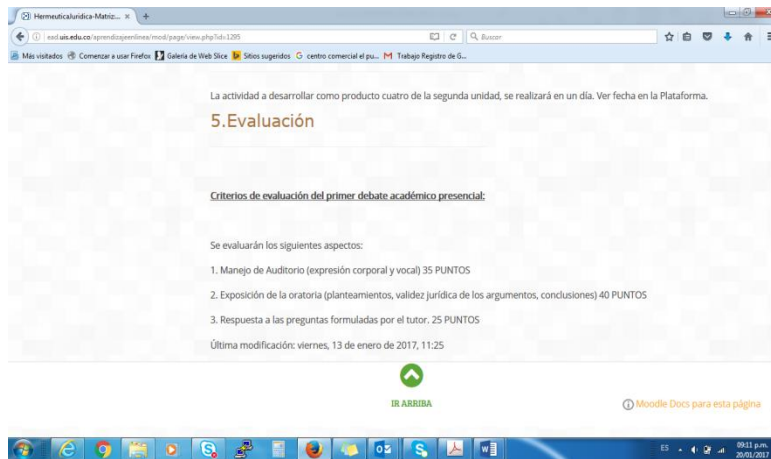 HermeuticaJuridica-Matriz:...
ead.uis.edu.co/aprendizajeenlinea/mod/page/view.php?id=1295
Buscar
Más visitados Comenzar a usar Firefox Galería de Web Slice Sitios sugeridos centro comercial el pu... Trabajo Registro de G...
La actividad a desarrollar como producto cuatro de la segunda unidad, se realizará en un día. Ver fecha en la Plataforma.
5.Evaluación
Criterios de evaluación del primer debate académico presencial:
Se evaluarán los siguientes aspectos:
1. Manejo de Auditorio (expresión corporal y vocal) 35 PUNTOS
2. Exposición de la oratoria (planteamientos, validez jurídica de los argumentos, conclusiones) 40 PUNTOS
3. Respuesta a las preguntas formuladas por el tutor. 25 PUNTOS
Última modificación: viernes, 13 de enero de 2017, 11:25
IR ARRIBA
Moodle Docs para esta página
ES
09:11 p.m.
20/01/2017